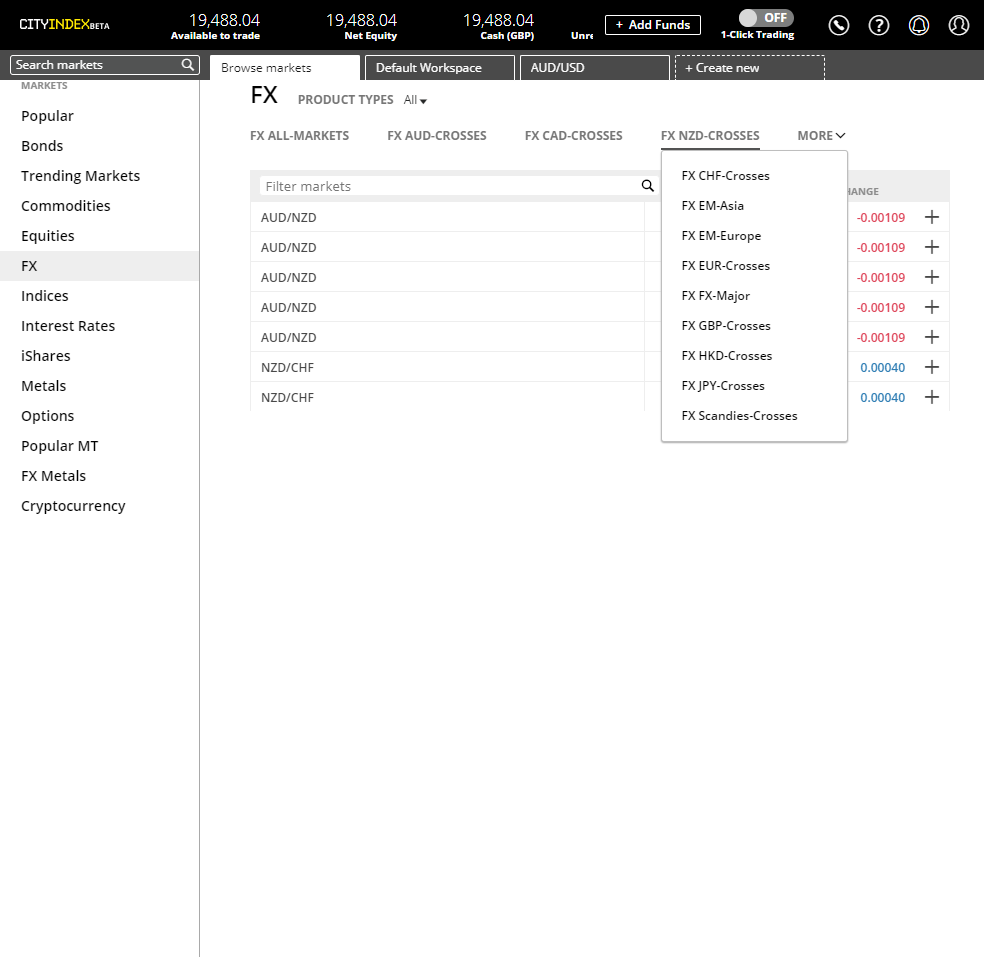 CITYINDEXBETA
19,488.04 19,488.04 19,488.04
Available to trade Net Equity Cash (GBP)
+ Add Funds
OFF
1-Click Trading
Search markets
Browse markets
Default Workspace
AUD/USD
+ Create new
MARKETS
Popular
Bonds
Trending Markets
Commodities
Equities
FX
Indices
Interest Rates
iShares
Metals
Options
Popular MT
FX Metals
Cryptocurrency
FX PRODUCT TYPES All
FX ALL-MARKETS FX AUD-CROSSES FX CAD-CROSSES FX NZD-CROSSES MORE
Filter markets
AUD/NZD -0.00109 +
AUD/NZD -0.00109 +
AUD/NZD -0.00109 +
AUD/NZD -0.00109 +
AUD/NZD -0.00109 +
NZD/CHF 0.00040 +
NZD/CHF 0.00040 +
FX CHF-Crosses
FX EM-Asia
FX EM-Europe
FX EUR-Crosses
FX FX-Major
FX GBP-Crosses
FX HKD-Crosses
FX JPY-Crosses
FX Scandies-Crosses